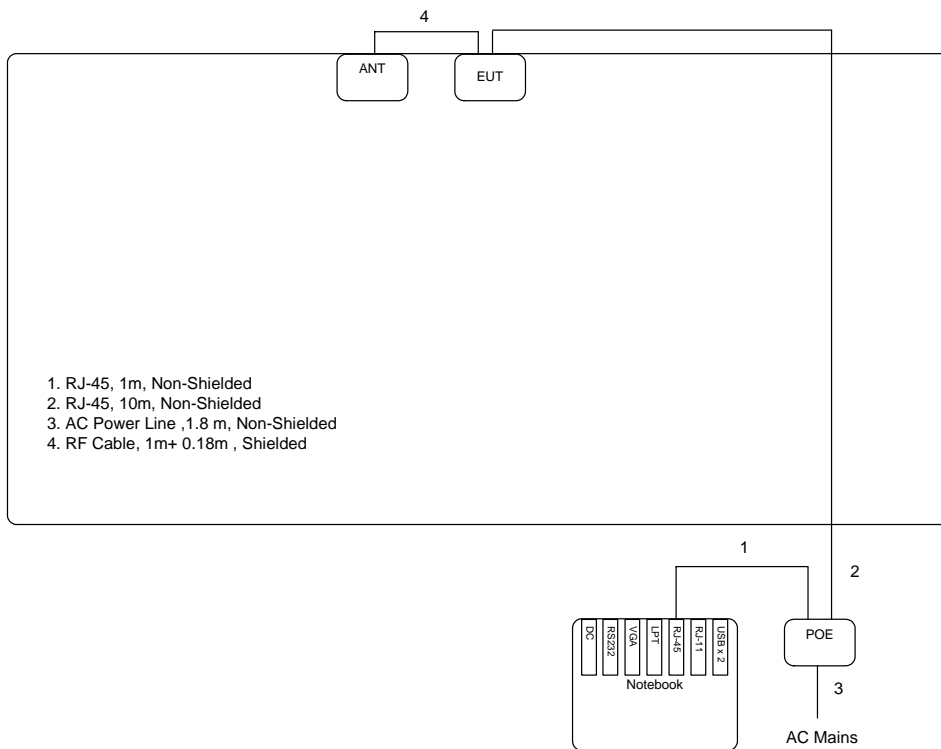 4
ANT
EUT
1. RJ-45, 1m, Non-Shielded
2. RJ-45, 10m, Non-Shielded
3. AC Power Line ,1.8 m, Non-Shielded
4. RF Cable, 1m+ 0.18m , Shielded
1
2
DC
RS232
VGA
LPT
RJ-45
RJ-11
USB x 2
Notebook
POE
3
AC Mains